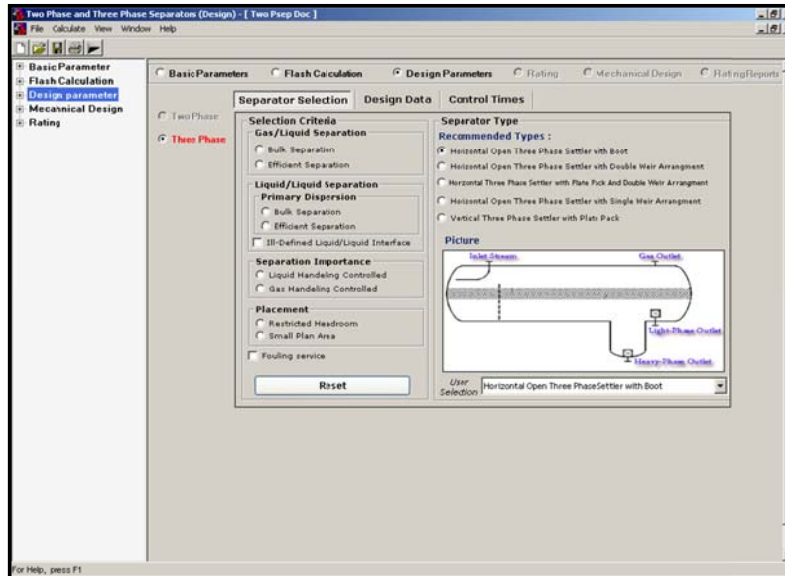 Two Phase and Three Phase Separators (Design) - [ Two Psep Doc ]
File Calculate View Window Help
Basic Parameter
Flash Calculation
Design parameter
Mecannical Design
Rating
Basic Parameters Flash Calculation Design Parameters Rating Mechanical Design Rating Reports
Separator Selection Design Data Control Times
Two Phase
Three Phase
Selection Criteria
Gas/Liquid Separation
Bulk Separation
Efficient Separation
Liquid/Liquid Separation
Primary Dispersion
Bulk Separation
Efficient Separation
Ill-Defined Liquid/Liquid Interface
Separation Importance
Liquid Handeling Controlled
Gas Handeling Controlled
Placement
Restricted Headroom
Small Plan Area
Fouling service
Reset
Separator Type
Recommended Types :
Horizontal Open Three Phase Settler with Boot
Horizontal Open Three Phase Settler with Double Weir Arrangment
Horizontal Three Phase Settler with Plate Pack And Double Weir Arrangment
Horizontal Open Three Phase Settler with Single Weir Arrangment
Vertical Three Phase Settler with Plate Pack
Picture
Inlet Stream
Gas Outlet
Light-Phase Outlet
Heavy-Phase Outlet
User Selection
Horizontal Open Three PhaseSettler with Boot
For Help, press F1